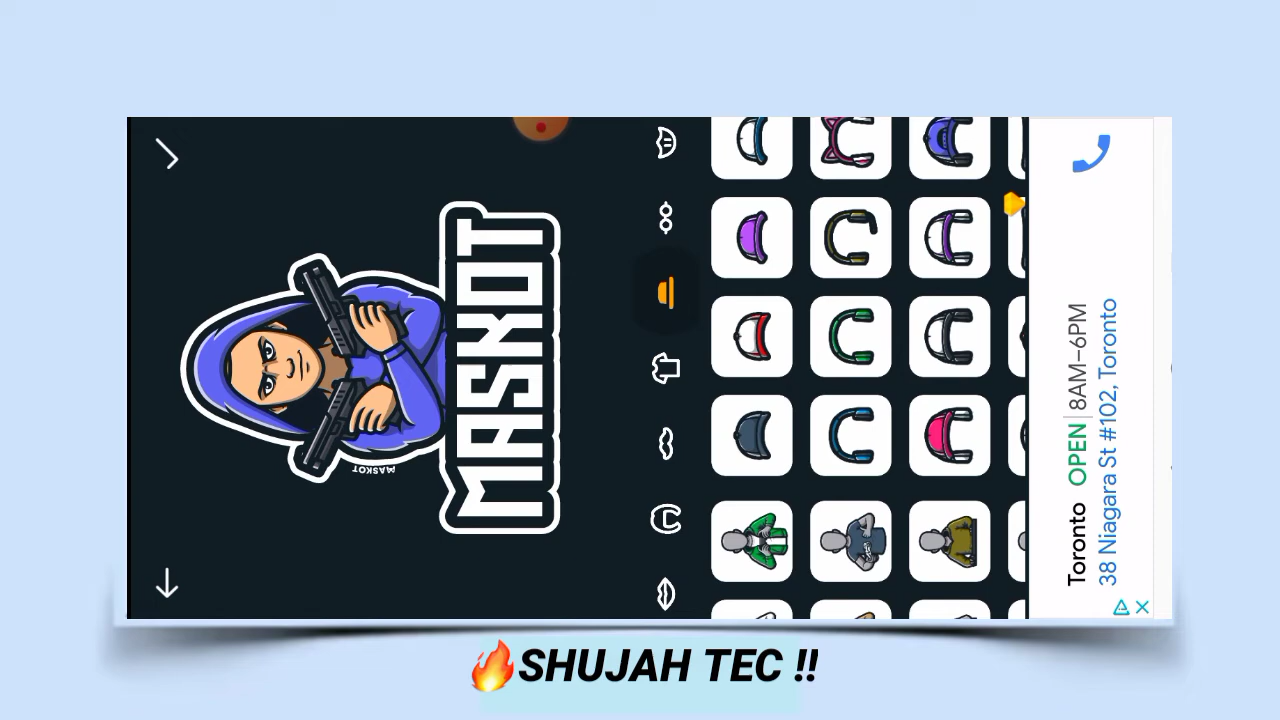 MASKOT
MASKOT
Toronto OPEN | 8AM–6PM
38 Niagara St #102, Toronto
🔥SHUJAH TEC !!